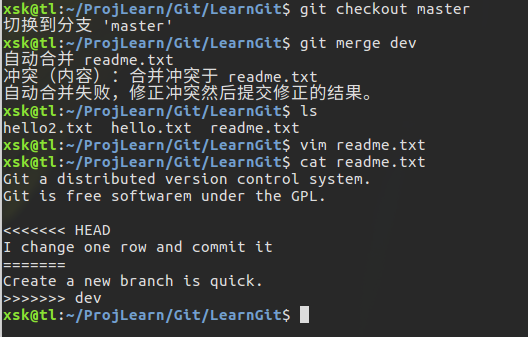 xsk@tl:~/ProjLearn/Git/LearnGit$ git checkout master
切换到分支 'master'
xsk@tl:~/ProjLearn/Git/LearnGit$ git merge dev
自动合并 readme.txt
冲突（内容）：合并冲突于 readme.txt
自动合并失败，修正冲突然后提交修正的结果。
xsk@tl:~/ProjLearn/Git/LearnGit$ ls
hello2.txt  hello.txt  readme.txt
xsk@tl:~/ProjLearn/Git/LearnGit$ vim readme.txt
xsk@tl:~/ProjLearn/Git/LearnGit$ cat readme.txt
Git a distributed version control system.
Git is free softwarem under the GPL.
<<<<<<< HEAD
I change one row and commit it
=======
Create a new branch is quick.
>>>>>>> dev
xsk@tl:~/ProjLearn/Git/LearnGit$